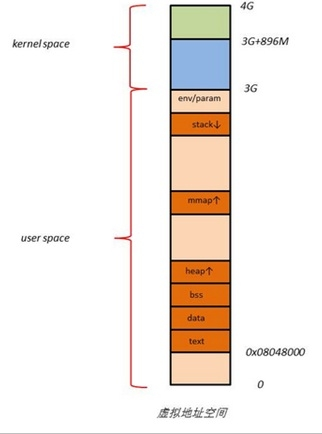 4G
kernel space
3G+896M
3G
env/param
stack↓
mmap↑
user space
heap↑
bss
data
text
0x08048000
0
虚拟地址空间